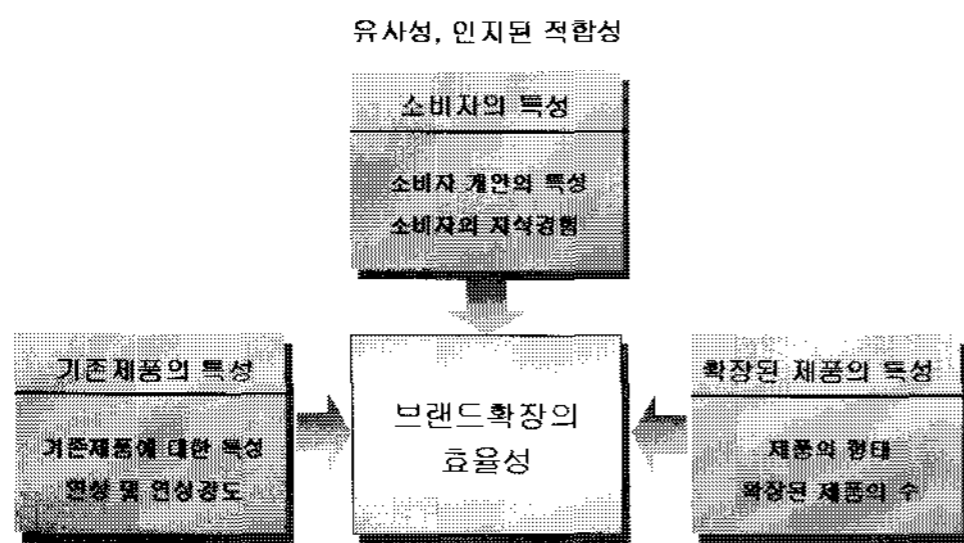 유사성, 인지된 적합성
소비자의 특성
소비자 개인의 특성
소비자의 지식경험
기존제품의 특성
기존제품에 대한 특성
연상 및 연상강도
브랜드확장의
효율성
확장된 제품의 특성
제품의 형태
확장된 제품의 수